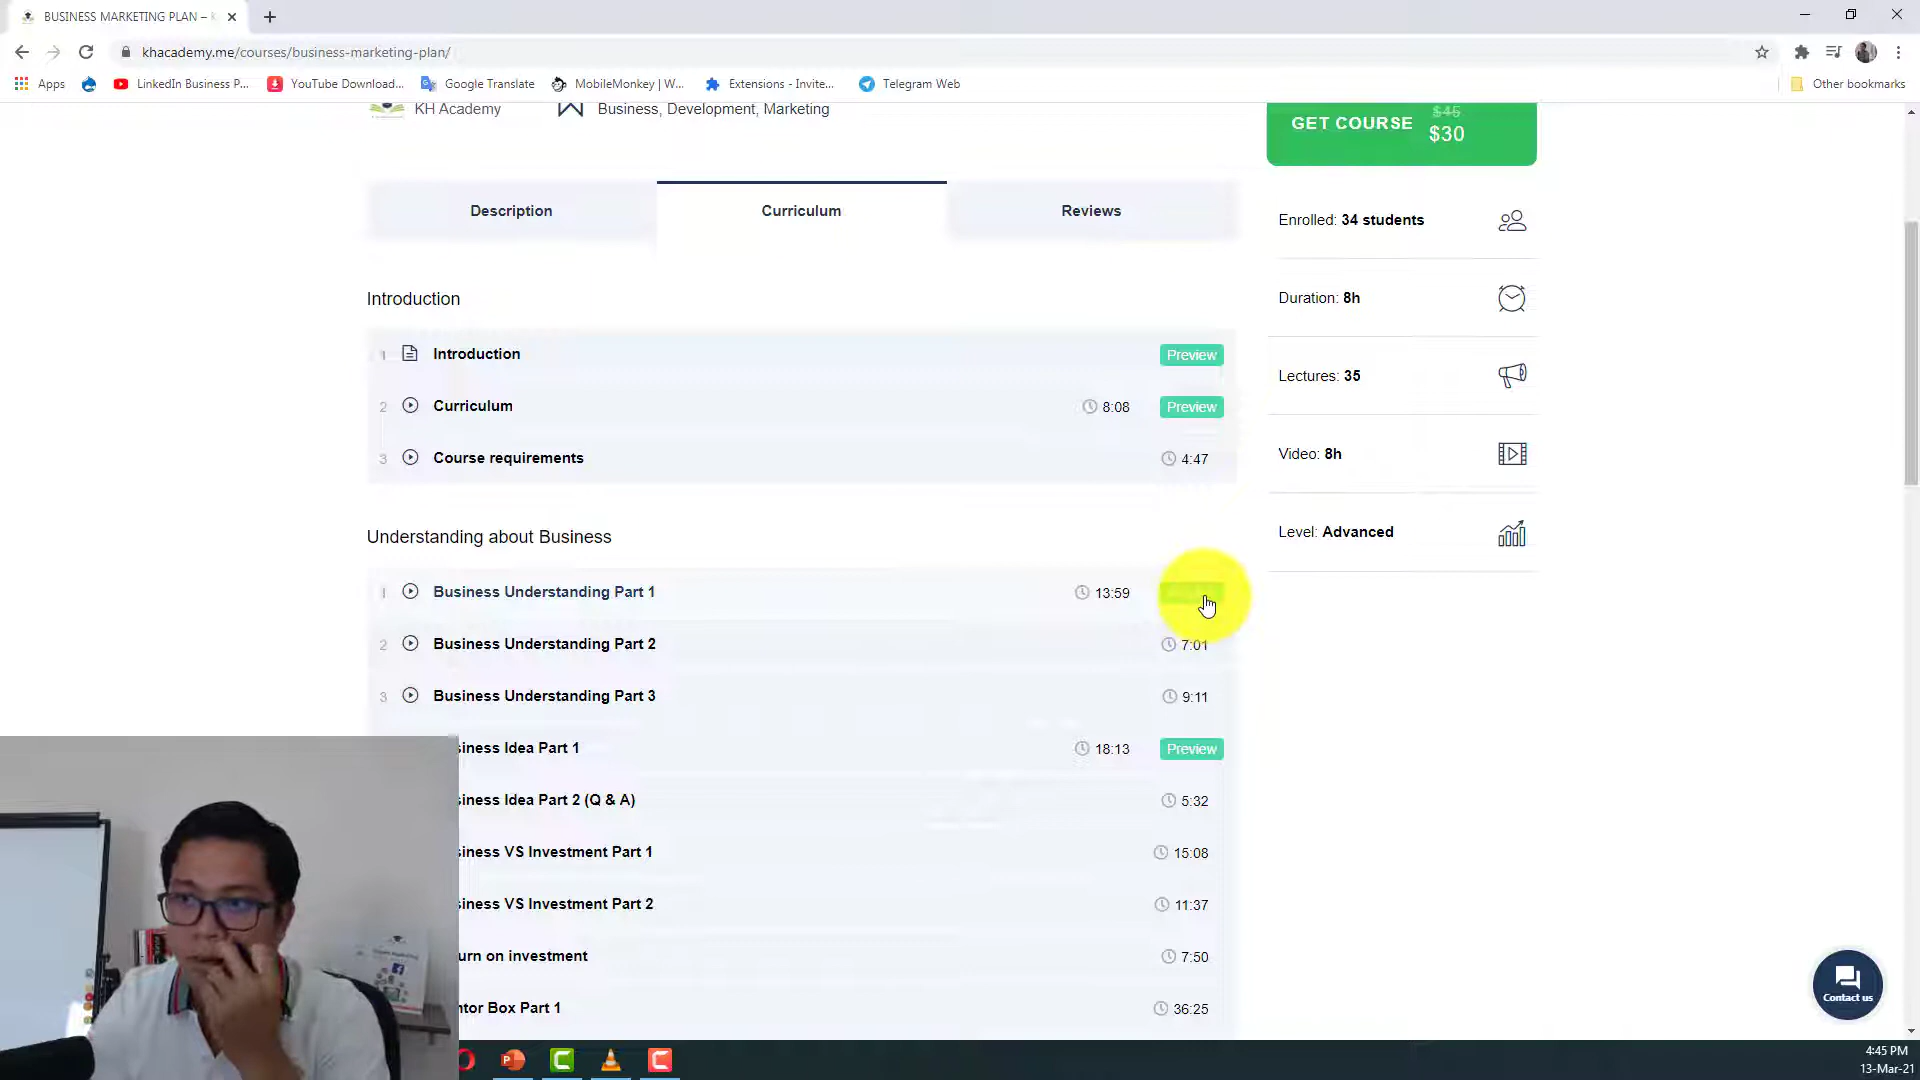 BUSINESS MARKETING PLAN –
khacademy.me/courses/business-marketing-plan/
Apps
LinkedIn Business P...
YouTube Download...
Google Translate
MobileMonkey | W...
Extensions - Invite...
Telegram Web
Other bookmarks
KH Academy
Business, Development, Marketing
GET COURSE
$45
$30
Description
Curriculum
Reviews
Enrolled: 34 students
Duration: 8h
Lectures: 35
Video: 8h
Level: Advanced
Introduction
1 Introduction Preview
2 Curriculum 8:08 Preview
3 Course requirements 4:47
Understanding about Business
1 Business Understanding Part 1 13:59
2 Business Understanding Part 2 7:01
3 Business Understanding Part 3 9:11
siness Idea Part 1 18:13 Preview
siness Idea Part 2 (Q & A) 5:32
siness VS Investment Part 1 15:08
siness VS Investment Part 2 11:37
urn on investment 7:50
ntor Box Part 1 36:25
Contact us
4:45 PM
13-Mar-21